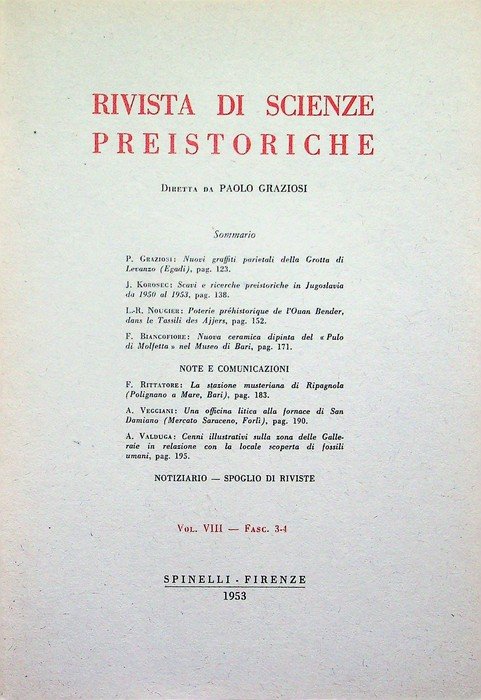 RIVISTA DI SCIENZE
PREISTORICHE
DIRETTA DA PAOLO GRAZIOSI
Sommario
P. GRAZIOSI: Nuovi graffiti parietali della Grotta di
Levanzo (Egadi), pag. 123.
J. KOROSEC: Scavi e ricerche preistoriche in Jugoslavia
da 1950 al 1953, pag. 138.
L.-R. NOUGIER: Poterie préhistorique de l'Ouan Bender,
dans le Tassili des Ajjers, pag. 152.
F. BIANCOFIORE: Nuova ceramica dipinta del « Pulo
di Molfetta » nel Museo di Bari, pag. 171.
NOTE E COMUNICAZIONI
F. RITTATORE: La stazione musteriana di Ripagnola
(Polignano a Mare, Bari), pag. 183.
A. VEGGIANI: Una officina litica alla fornace di San
Damiano (Mercato Saraceno, Forlì), pag. 190.
A. VALDUGA: Cenni illustrativi sulla zona delle Galle-
raie in relazione con la locale scoperta di fossili
umani, pag. 195.
NOTIZIARIO — SPOGLIO DI RIVISTE
VOL. VIII — FASC. 3-4
SPINELLI - FIRENZE
1953